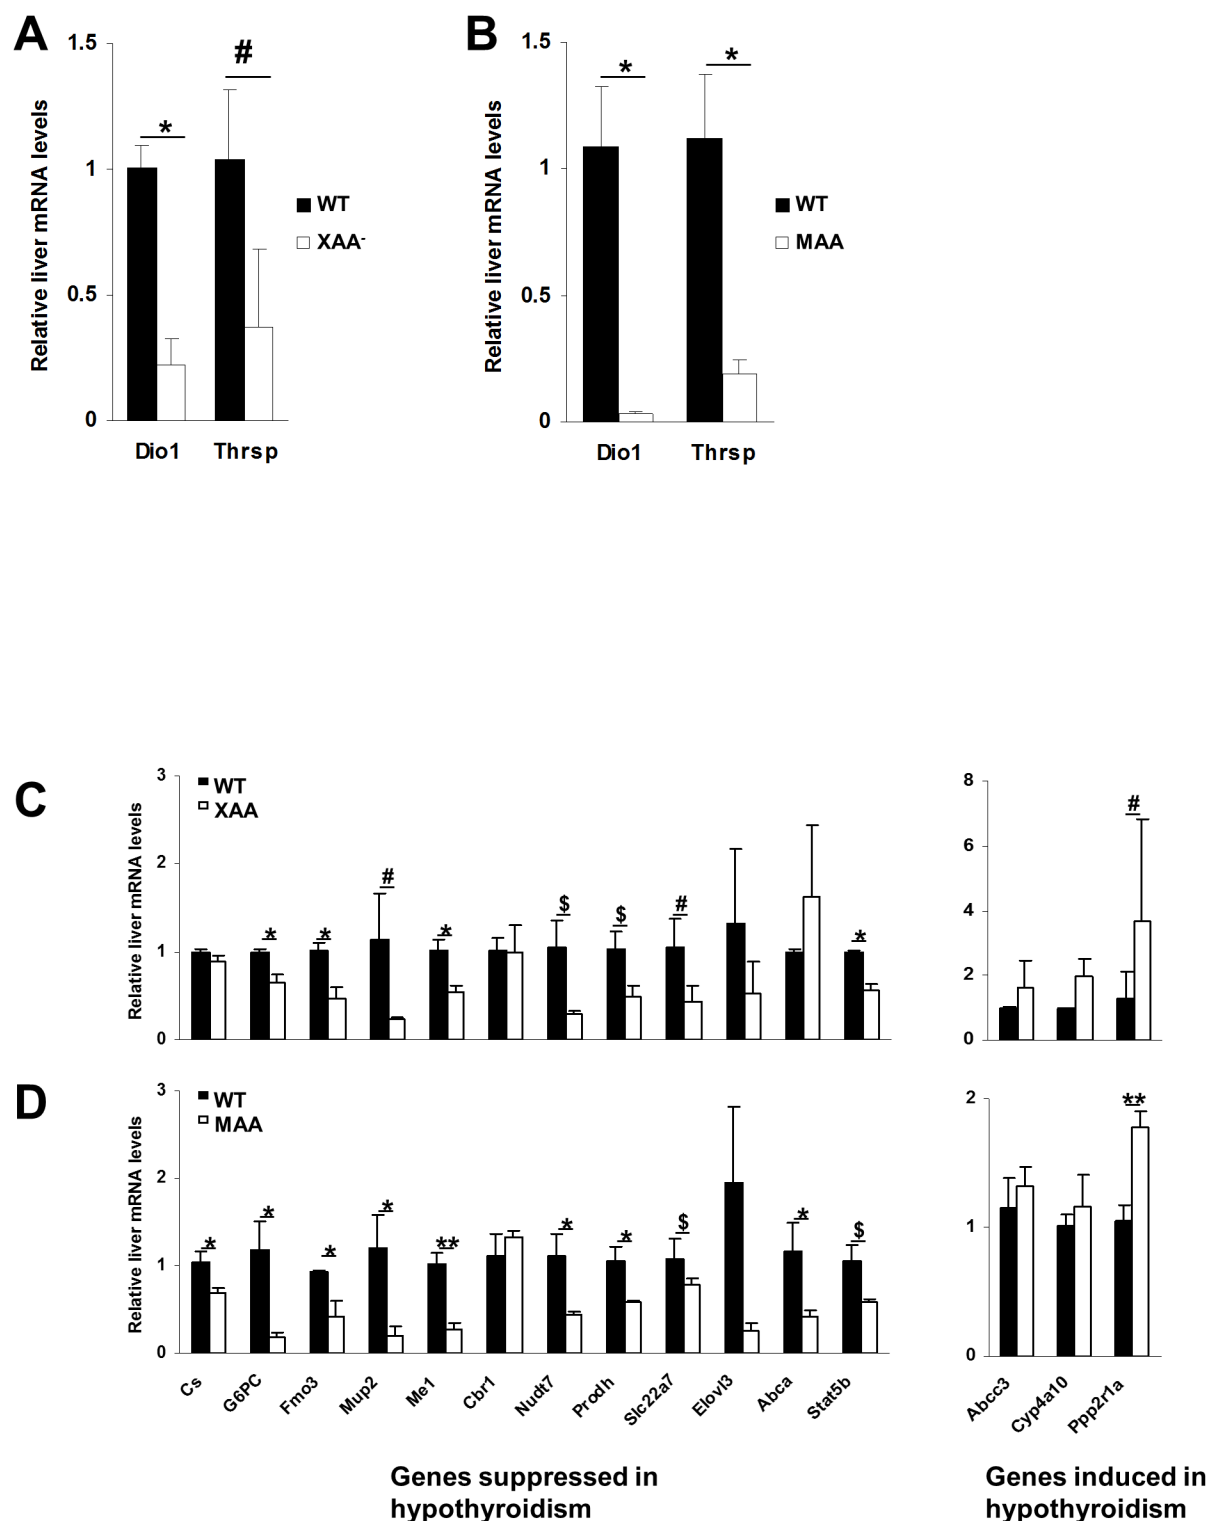 A
Relative liver mRNA levels
1.5
1
0.5
0
*
#
Dio1
Thrsp
WT
XAA-
B
Relative liver mRNA levels
1.5
1
0.5
0
*
*
Dio1
Thrsp
WT
MAA
C
Relative liver mRNA levels
3
2
1
0
WT
XAA
*
*
#
*
$
$
#
*
8
6
4
2
0
#
D
Relative liver mRNA levels
3
2
1
0
WT
MAA
*
*
*
*
**
*
*
$
*
$
2
1
0
**
Cs
G6PC
Fmo3
Mup2
Me1
Cbr1
Nudt7
Prodh
Slc22a7
Elovl3
Abca
Stat5b
Abcc3
Cyp4a10
Ppp2r1a
Genes suppressed in
hypothyroidism
Genes induced in
hypothyroidism